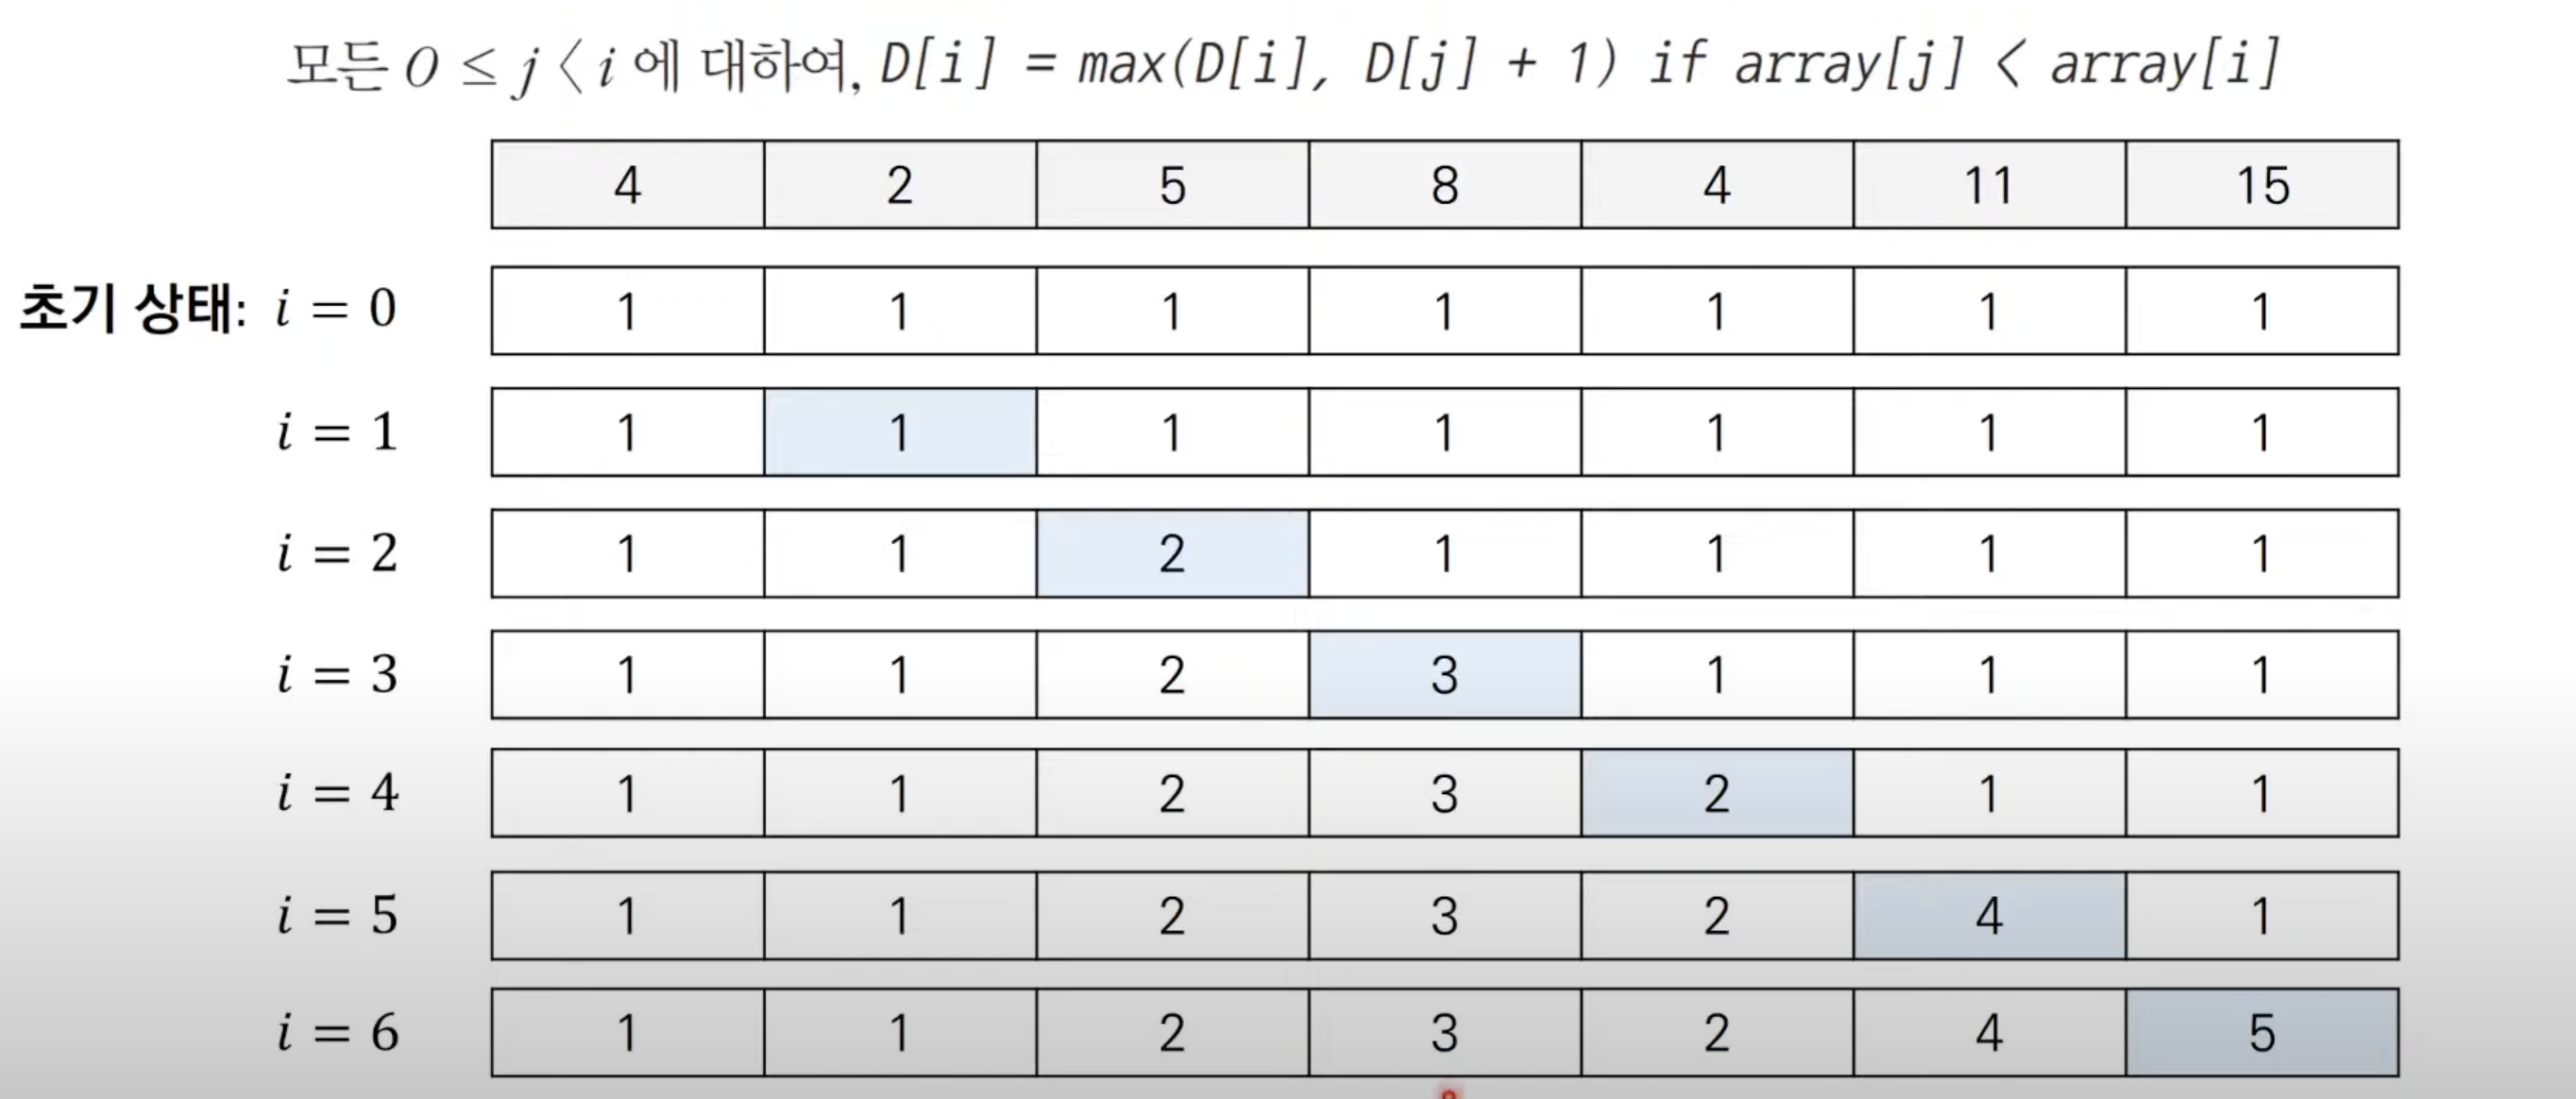 모든 0 ≤ j < i 에 대하여, D[i] = max(D[i], D[j] + 1) if array[j] < array[i]
4 2 5 8 4 11 15
초기 상태: i = 0 1 1 1 1 1 1 1
i = 1 1 1 1 1 1 1 1
i = 2 1 1 2 1 1 1 1
i = 3 1 1 2 3 1 1 1
i = 4 1 1 2 3 2 1 1
i = 5 1 1 2 3 2 4 1
i = 6 1 1 2 3 2 4 5